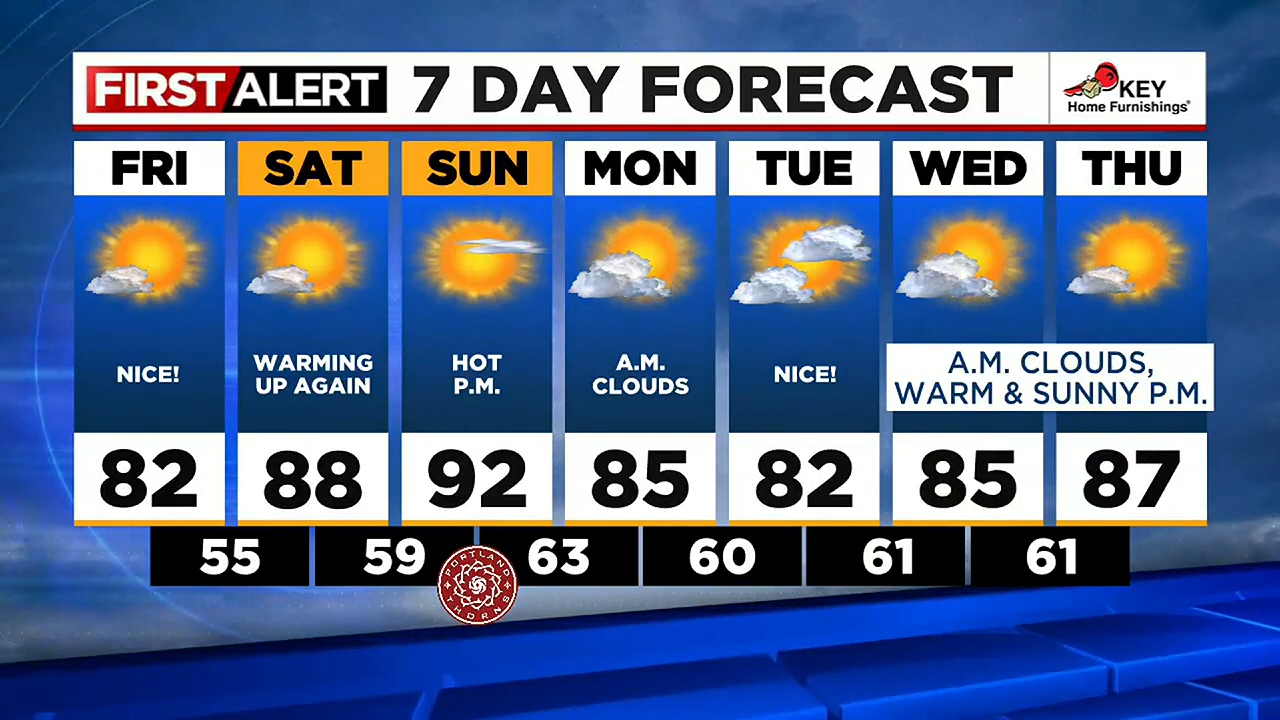 FIRST ALERT 7 DAY FORECAST
KEY
Home Furnishings®
FRI SAT SUN MON TUE WED THU
NICE!
WARMING
UP AGAIN
HOT
P.M.
A.M.
CLOUDS
NICE!
A.M. CLOUDS,
WARM & SUNNY P.M.
82 88 92 85 82 85 87
55 59 63 60 61 61
PORTLAND
THORNS